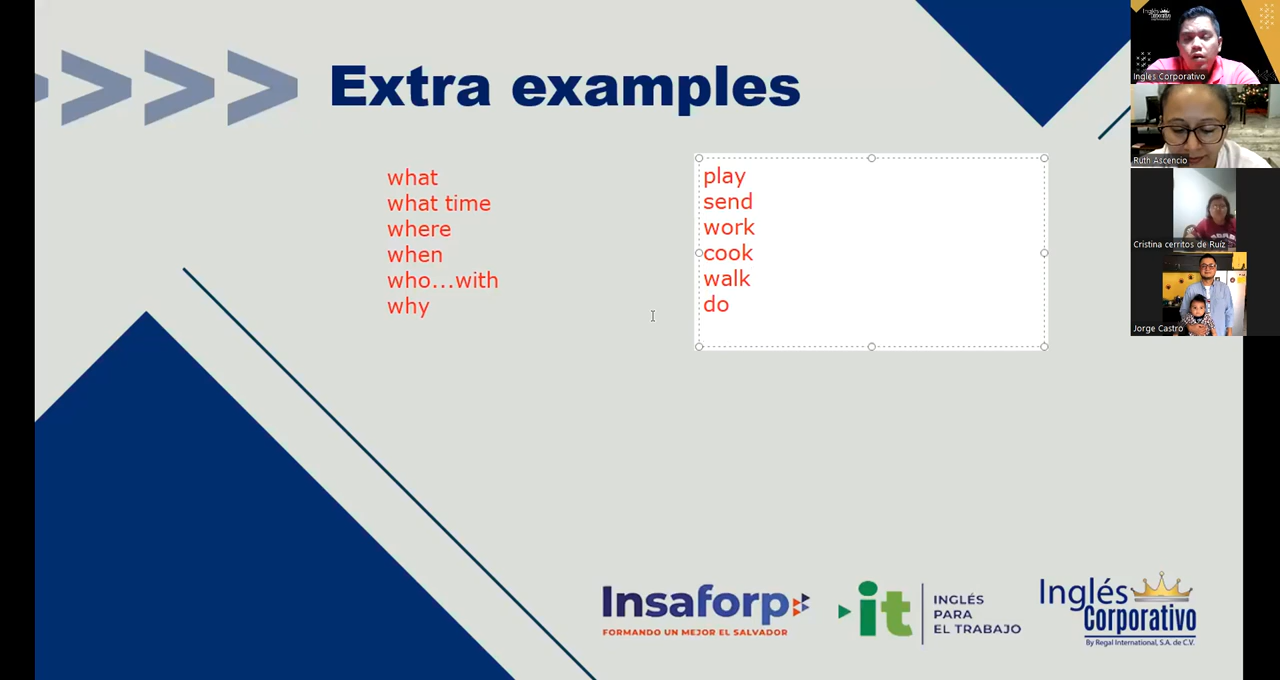 Extra examples
what
what time
where
when
who...with
why
play
send
work
cook
walk
do
Inglés Corporativo
Ruth Ascencio
Cristina cerritos de Ruiz
Jorge Castro
Insaforp
FORMANDO UN MEJOR EL SALVADOR
it
INGLÉS
PARA
EL TRABAJO
Inglés
Corporativo
By Regal International, S.A. de C.V.